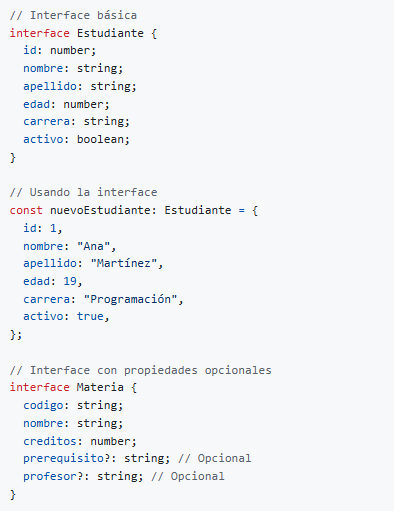 // Interface básica
interface Estudiante {
  id: number;
  nombre: string;
  apellido: string;
  edad: number;
  carrera: string;
  activo: boolean;
}

// Usando la interface
const nuevoEstudiante: Estudiante = {
  id: 1,
  nombre: "Ana",
  apellido: "Martínez",
  edad: 19,
  carrera: "Programación",
  activo: true,
};

// Interface con propiedades opcionales
interface Materia {
  codigo: string;
  nombre: string;
  creditos: number;
  prerequisito?: string; // Opcional
  profesor?: string; // Opcional
}